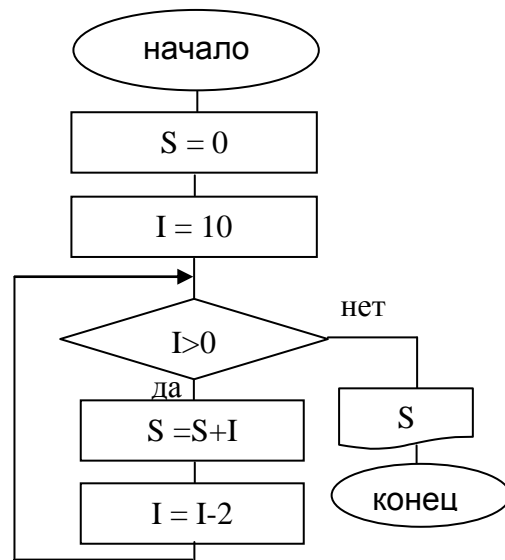 начало
S = 0
I = 10
I>0
нет
да
S =S+I
S
I = I-2
конец